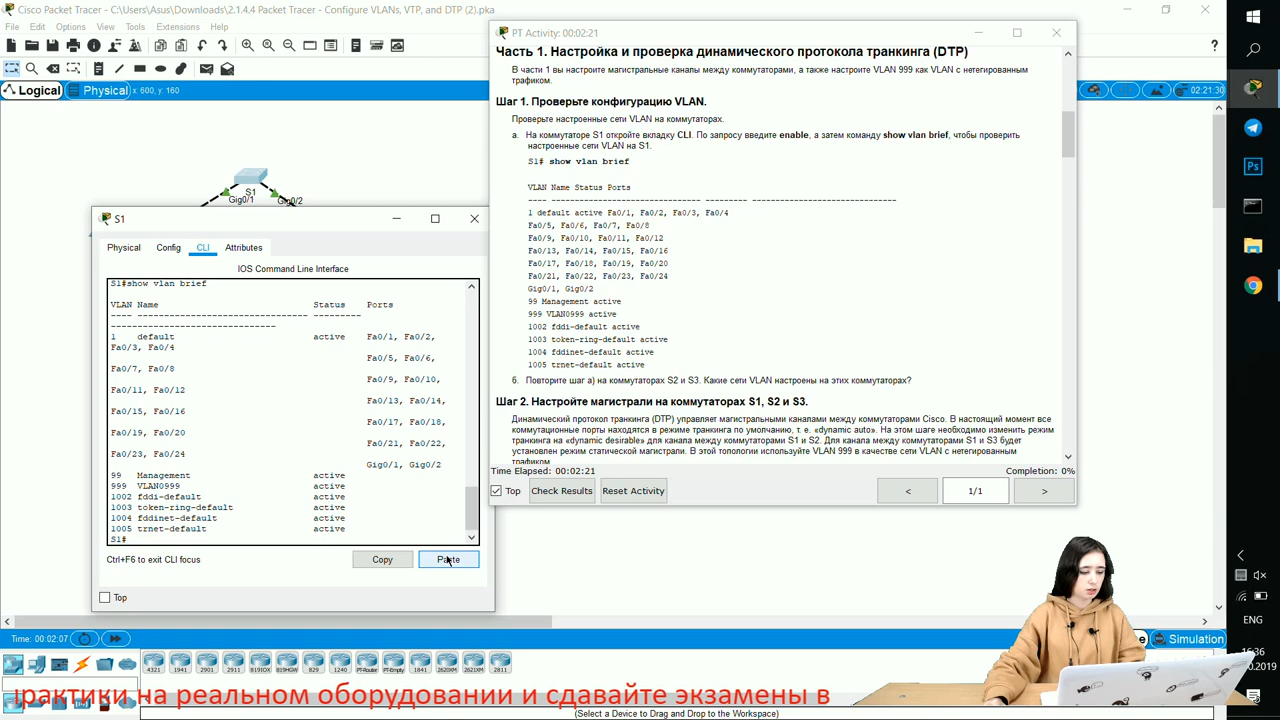 Cisco Packet Tracer - C:\Users\Asus\Downloads\2.1.4.4 Packet Tracer - Configure VLANs, VTP, and DTP (2).pka
File Edit Options View Tools Extensions Help
Logical Physical x: 600, y: 160
02:21:30
S1
Gig0/1 Gig0/2
PT Activity: 00:02:21
Часть 1. Настройка и проверка динамического протокола транкинга (DTP)
В части 1 вы настроите магистральные каналы между коммутаторами, а также настроите VLAN 999 как VLAN с нетегированным
трафиком.
Шаг 1. Проверьте конфигурацию VLAN.
Проверьте настроенные сети VLAN на коммутаторах.
а. На коммутаторе S1 откройте вкладку CLI. По запросу введите enable, а затем команду show vlan brief, чтобы проверить
настроенные сети VLAN на S1.
S1# show vlan brief
VLAN Name Status Ports
---- -------------------------------- --------- -------------------------------
1 default active Fa0/1, Fa0/2, Fa0/3, Fa0/4
Fa0/5, Fa0/6, Fa0/7, Fa0/8
Fa0/9, Fa0/10, Fa0/11, Fa0/12
Fa0/13, Fa0/14, Fa0/15, Fa0/16
Fa0/17, Fa0/18, Fa0/19, Fa0/20
Fa0/21, Fa0/22, Fa0/23, Fa0/24
Gig0/1, Gig0/2
99 Management active
999 VLAN0999 active
1002 fddi-default active
1003 token-ring-default active
1004 fddinet-default active
1005 trnet-default active
б. Повторите шаг а) на коммутаторах S2 и S3. Какие сети VLAN настроены на этих коммутаторах?
Шаг 2. Настройте магистрали на коммутаторах S1, S2 и S3.
Динамический протокол транкинга (DTP) управляет магистральными каналами между коммутаторами Cisco. В настоящий момент все
коммутационные порты находятся в режиме транкинга по умолчанию, т. е. «dynamic auto». На этом шаге необходимо изменить режим
транкинга на «dynamic desirable» для канала между коммутаторами S1 и S2. Для канала между коммутаторами S1 и S3 будет
установлен режим статической магистрали. В этой топологии используйте VLAN 999 в качестве сети VLAN с нетегированным
трафиком.
Time Elapsed: 00:02:21 Completion: 0%
Top Check Results Reset Activity < 1/1 >
S1
Physical Config CLI Attributes
IOS Command Line Interface
S1#show vlan brief
VLAN Name Status Ports
---- -------------------------------- ---------
-------------------------------
1 default active Fa0/1, Fa0/2,
Fa0/3, Fa0/4
Fa0/5, Fa0/6,
Fa0/7, Fa0/8
Fa0/9, Fa0/10,
Fa0/11, Fa0/12
Fa0/13, Fa0/14,
Fa0/15, Fa0/16
Fa0/17, Fa0/18,
Fa0/19, Fa0/20
Fa0/21, Fa0/22,
Fa0/23, Fa0/24
Gig0/1, Gig0/2
99 Management active
999 VLAN0999 active
1002 fddi-default active
1003 token-ring-default active
1004 fddinet-default active
1005 trnet-default active
S1#
Ctrl+F6 to exit CLI focus Copy Paste
Top
Time: 00:02:07
Simulation
4321 1941 2901 2911 819IOX 819HGW 829 1240 PT-Router PT-Empty 1841 2620XM 2621XM 2811
практики на реальном оборудовании и сдавайте экзамены в
(Select a Device to Drag and Drop to the Workspace)
Ps
ENG
16:36